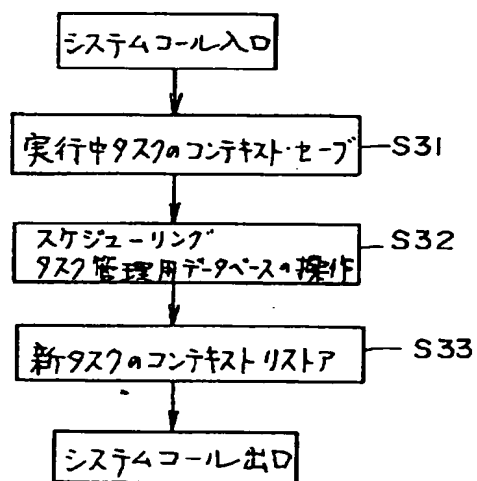 システムコール入口
実行中タスクのコンテキスト・セーブ
S31
スケジューリング
タスク管理用データベースの操作
S32
新タスクのコンテキストリストア
S33
システムコール出口